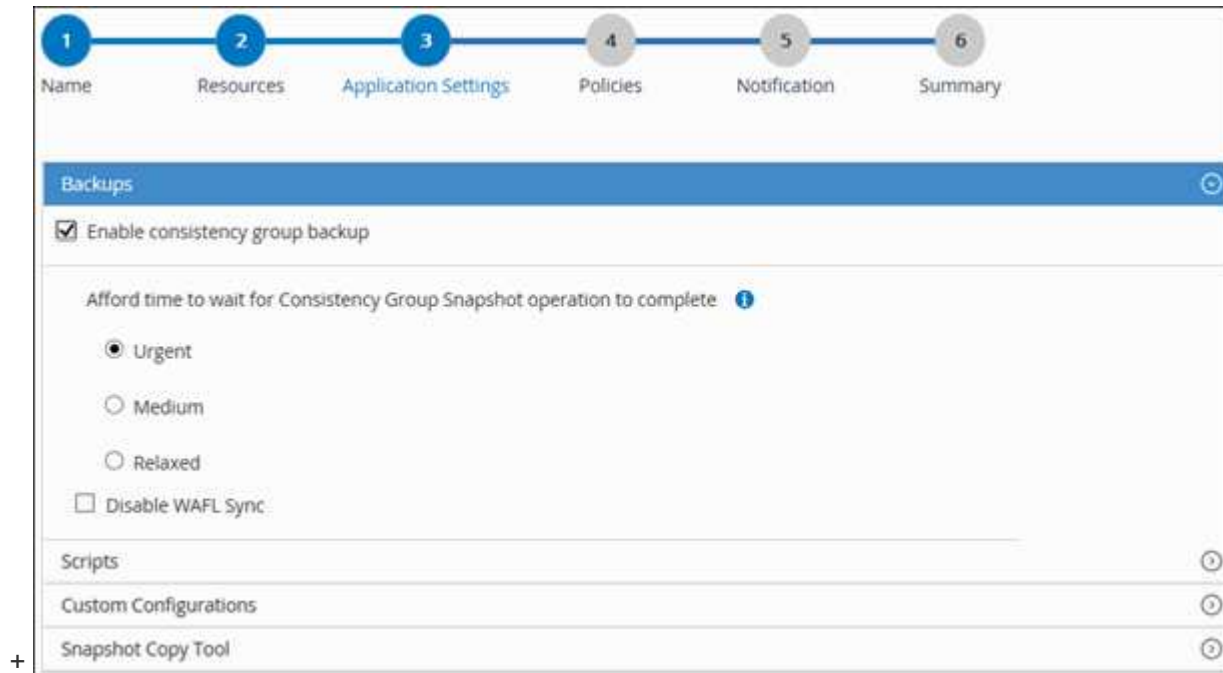 1 2 3 4 5 6
Name Resources Application Settings Policies Notification Summary
Backups
Enable consistency group backup
Afford time to wait for Consistency Group Snapshot operation to complete i
Urgent
Medium
Relaxed
Disable WAFL Sync
Scripts
Custom Configurations
Snapshot Copy Tool
+